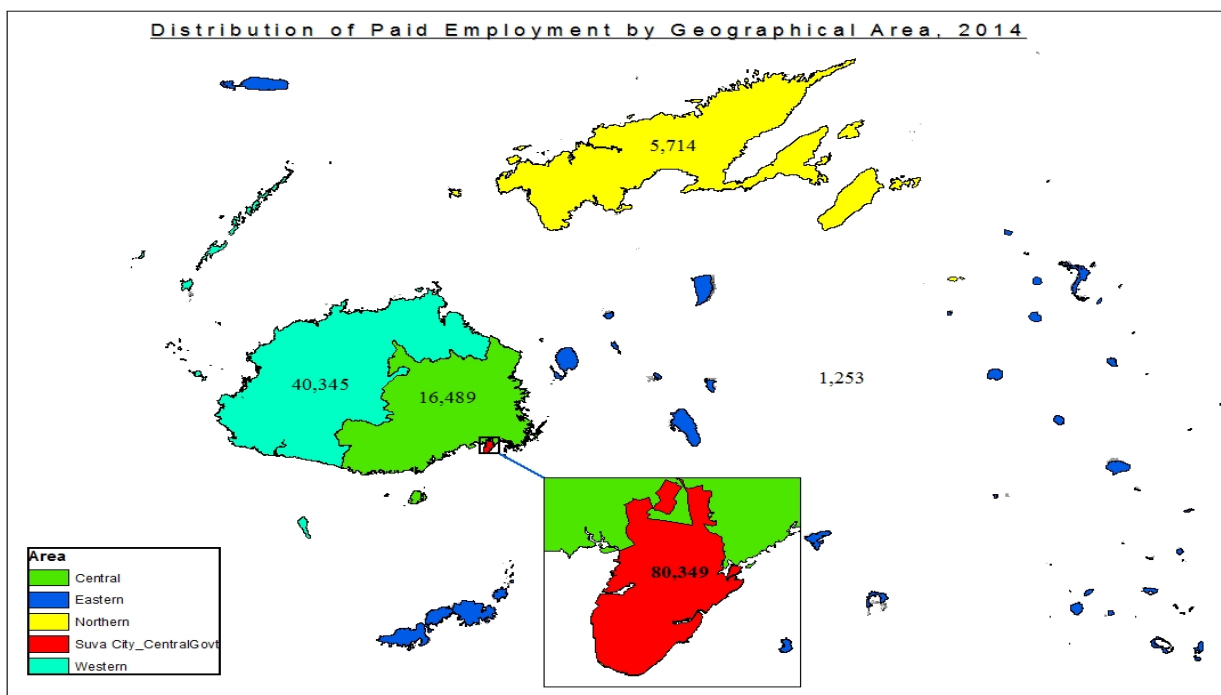 Distribution of Paid Employment by Geographical Area, 2014
5,714
40,345
16,489
1,253
80,349
Area
Central
Eastern
Northern
Suva City_CentralGovt
Western